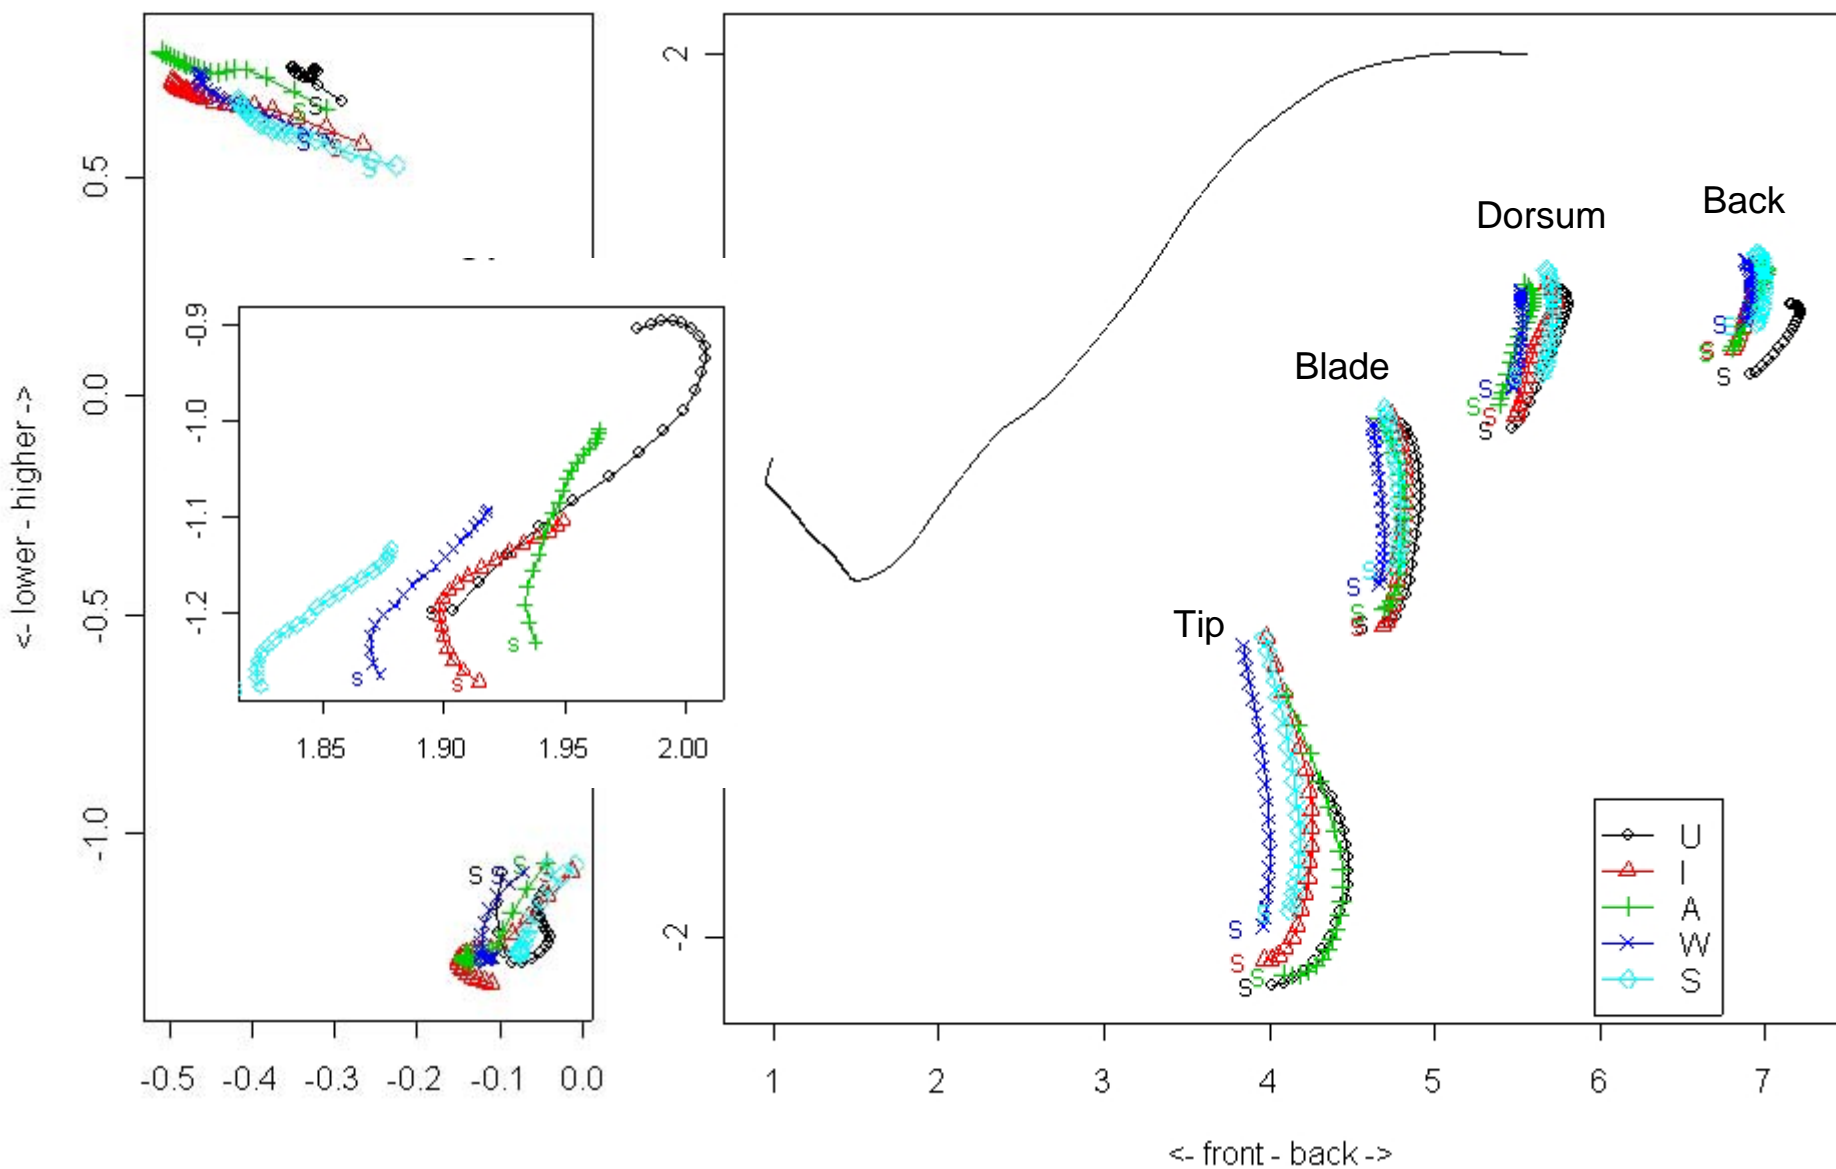 2
Back
Dorsum
0.5
-0.9
Blade
0.0
-1.0
-1.1
<- lower - higher ->
-0.5
-1.2
Tip
1.85 1.90 1.95 2.00
-1.0
U
I
A
-2
W
S
-0.5 -0.4 -0.3 -0.2 -0.1 0.0 1 2 3 4 5 6 7
<- front - back ->